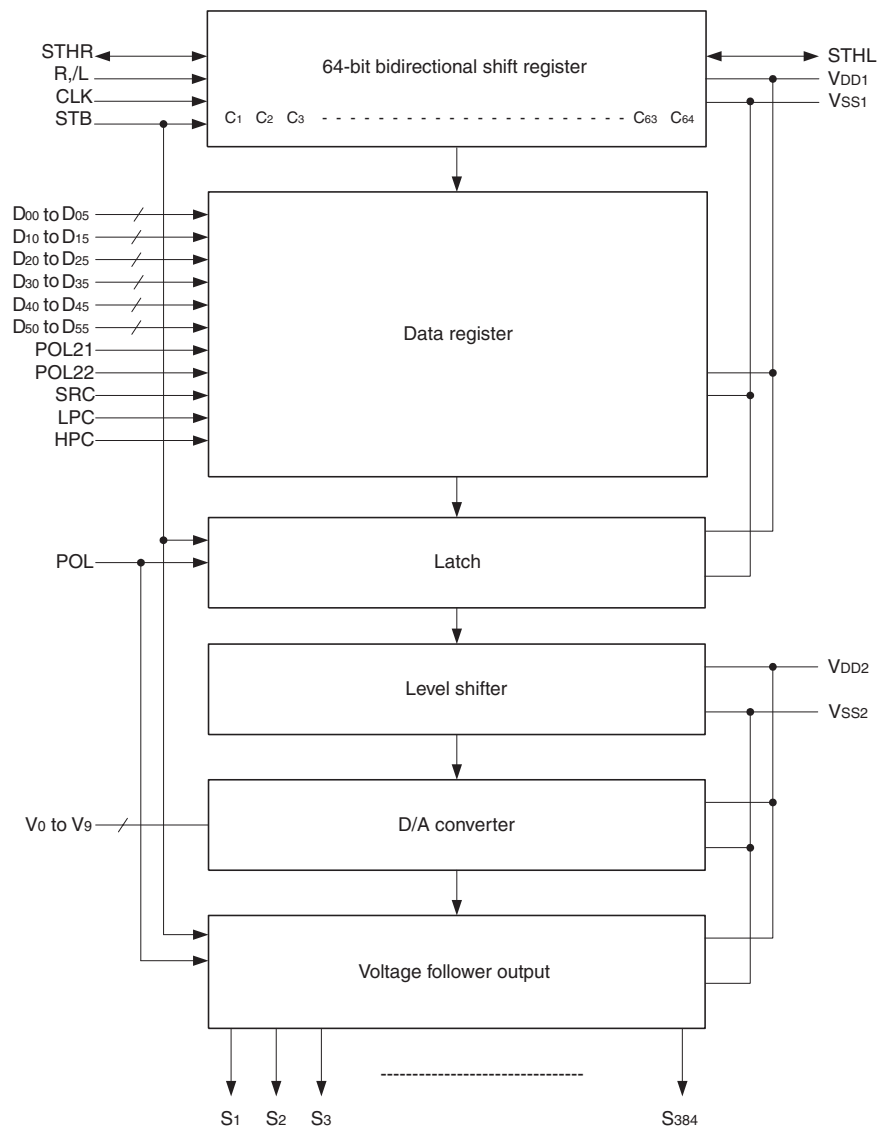 STHR
R,/L
CLK
STB
64-bit bidirectional shift register
C1 C2 C3 C63 C64
STHL
VDD1
VSS1
D00 to D05
D10 to D15
D20 to D25
D30 to D35
D40 to D45
D50 to D55
POL21
POL22
SRC
LPC
HPC
Data register
POL
Latch
Level shifter
VDD2
VSS2
V0 to V9
D/A converter
Voltage follower output
S1 S2 S3 S384